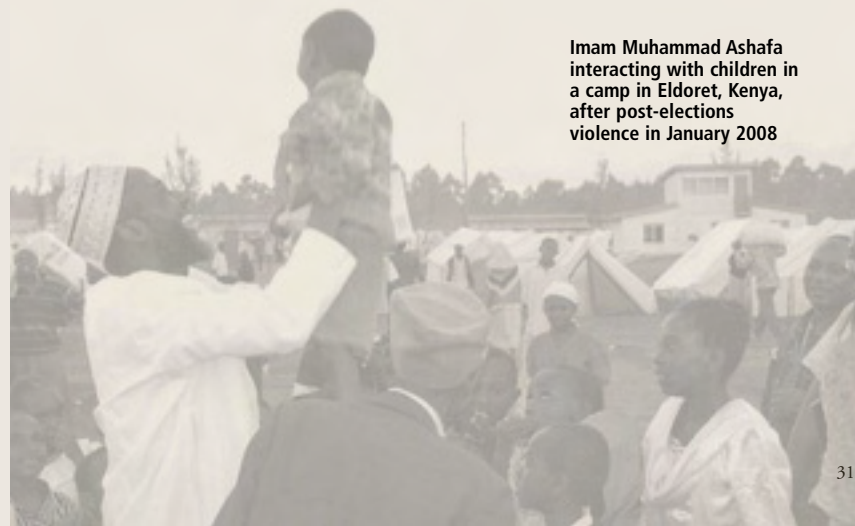 Imam Muhammad Ashafa
interacting with children in
a camp in Eldoret, Kenya,
after post-elections
violence in January 2008
31